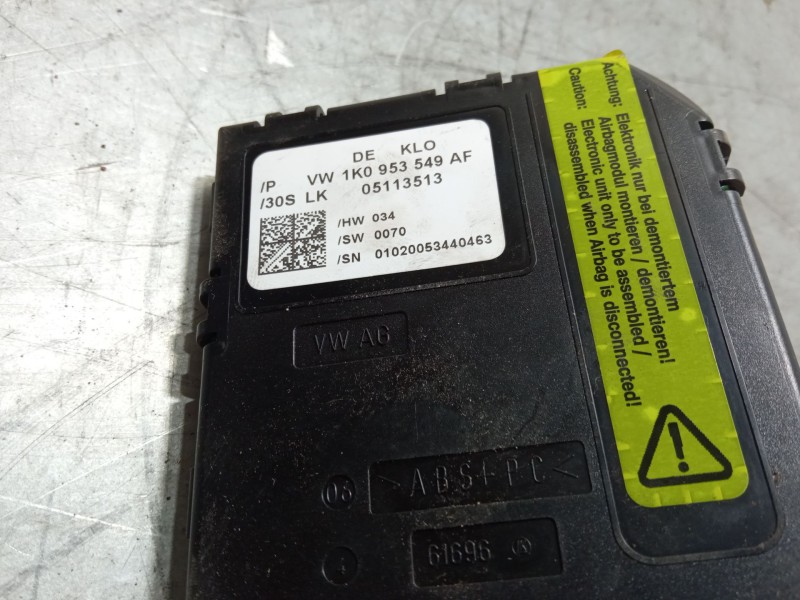 DE KLO
/P VW 1K0 953 549 AF
/30S LK 05113513
/HW 034
/SW 0070
/SN 01020053440463
VW AG
06
>ABS+PC<
61696
Achtung: Elektronik nur bei demontiertem
Airbagmodul montieren / demontieren!
Caution: Electronic unit only to be assembled /
disassembled when Airbag is disconnected!